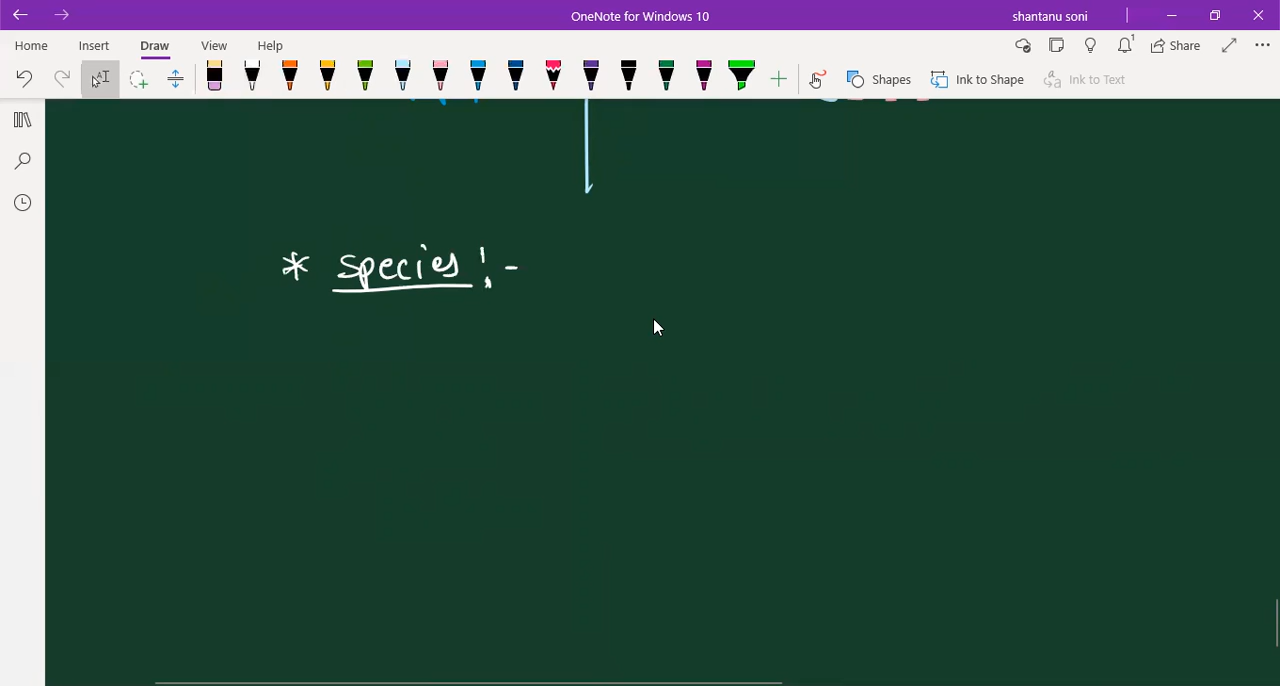 OneNote for Windows 10
shantanu soni
Home Insert Draw View Help
1
Share
Shapes
Ink to Shape
Ink to Text
* species :-